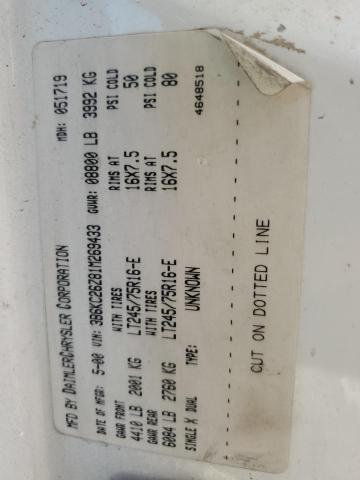 MFD BY DAIMLERCHRYSLER CORPORATION MDH: 051719
DATE OF MFGR: 5-00 VIN: 3B6KC26Z81M269433 GVWR: 08800 LB 3992 KG
GAWR FRONT WITH TIRES RIMS AT PSI COLD
4410 LB 2001 KG LT245/75R16-E 16X7.5 50
GAWR REAR WITH TIRES RIMS AT PSI COLD
6084 LB 2760 KG LT245/75R16-E 16X7.5 80
SINGLE X DUAL TYPE: UNKNOWN 4648518
CUT ON DOTTED LINE